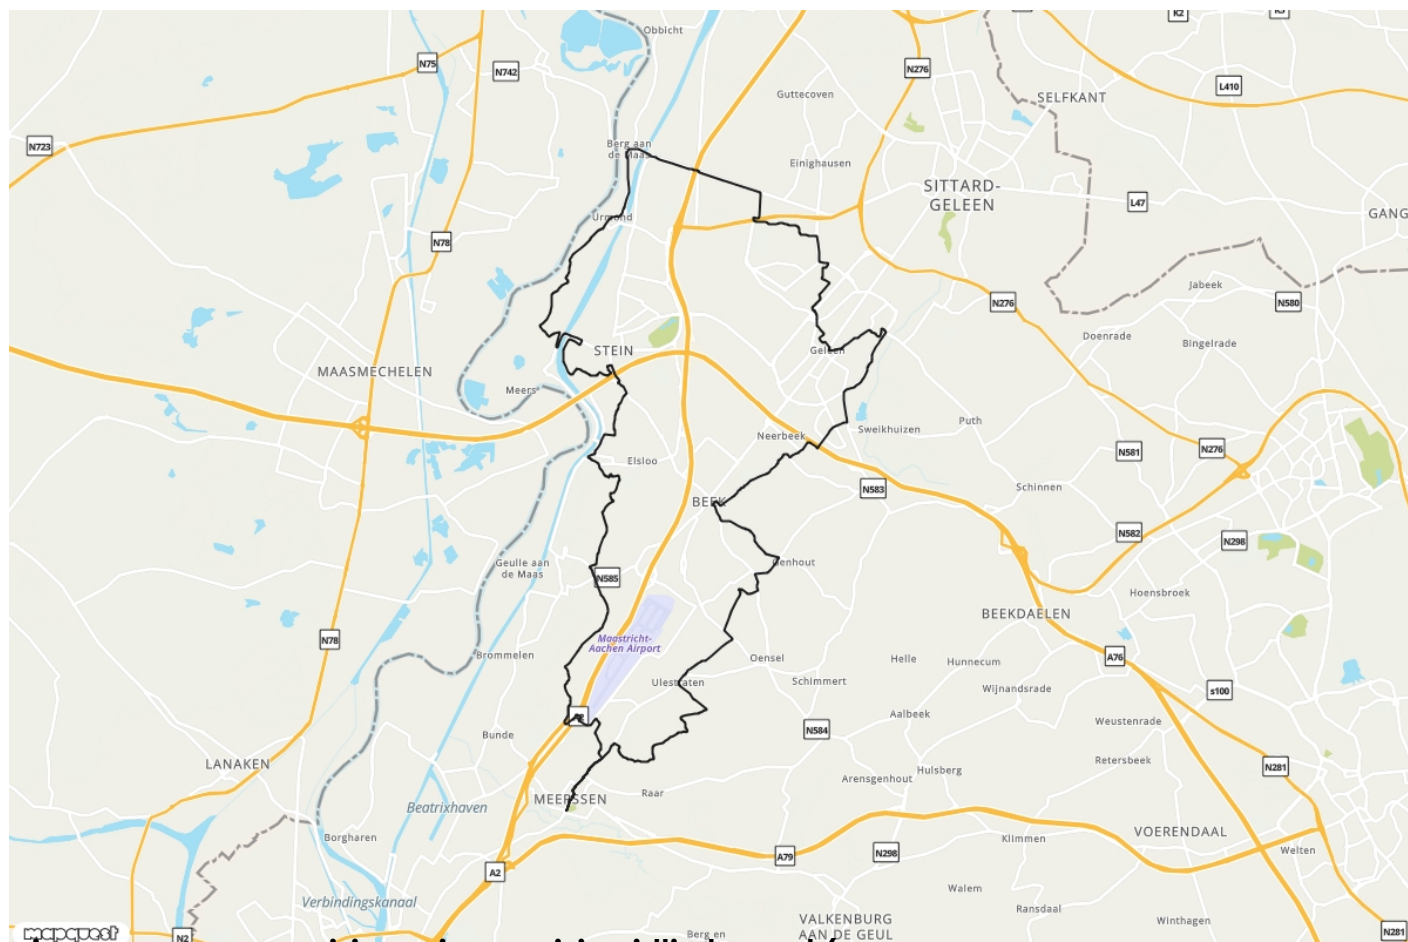 Obbicht
K2
N75
N742
N276
Guttecoven
SELFKANT
L410
N723
Berg aan
de Maas
Einighausen
SITTARD-
GELEEN
L47
GANG
Urmond
N78
N276
Jabeek
N580
Doenrade
Bingelrade
STEIN
Geleen
MAASMECHELEN
Meers
Puth
Sweikhuizen
Neerbeek
N581
N276
Elsloo
N583
Schinnen
BEEK
N582
N298
Geulle aan
de Maas
N585
Genhout
Hoensbroek
BEEKDAELEN
N78
Maastricht-
Aachen Airport
Brommelen
Oensel
Helle
Hunnecum
A76
Ulestraten
Schimmert
Wijnandsrade
s100
A2
Aalbeek
Weustenrade
Bunde
N584
LANAKEN
Retersbeek
N281
Arensgenhout
Hulsberg
MEERSSEN
Raar
Beatrixhaven
Borgharen
Klimmen
VOERENDAAL
Welten
A79
N298
A2
Walem
Verbindingskanaal
Ransdaal
VALKENBURG
AAN DE GEUL
Winthagen
mapquest
N2
Berg en
N281